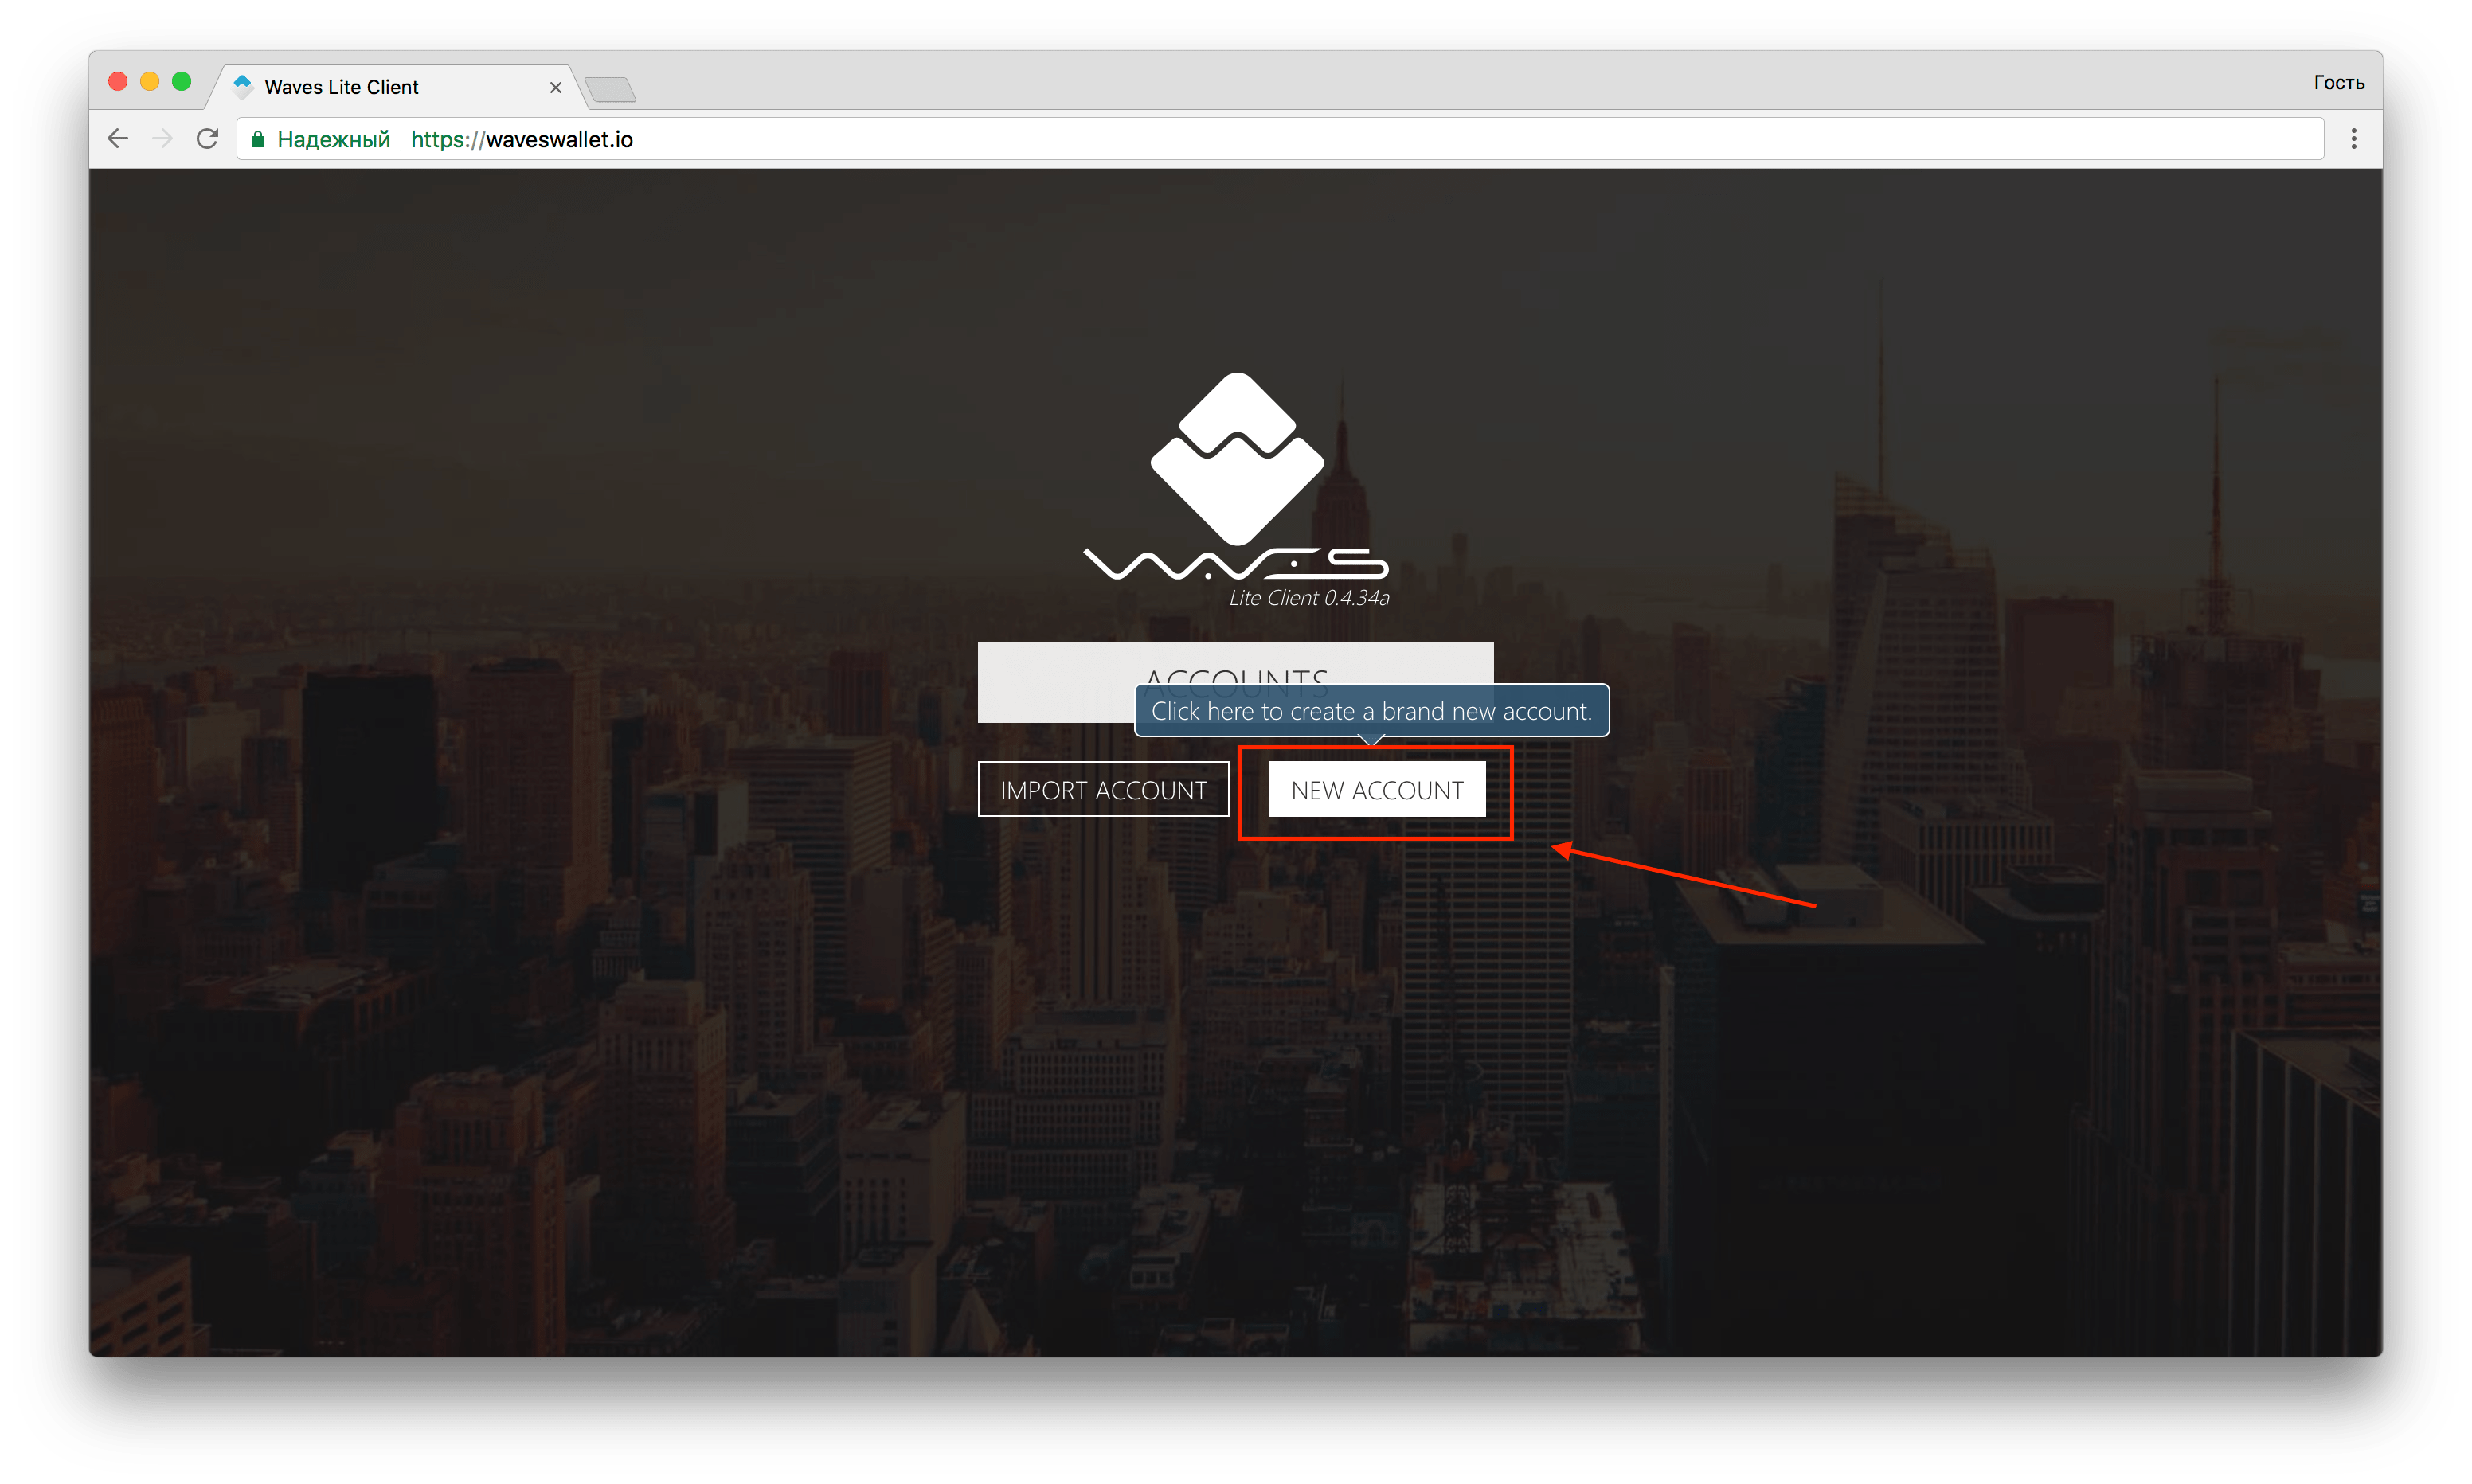 Waves Lite Client
Гость
Надежный
https://waveswallet.io
WAVES
Lite Client 0.4.34a
ACCOUNTS
Click here to create a brand new account.
IMPORT ACCOUNT
NEW ACCOUNT